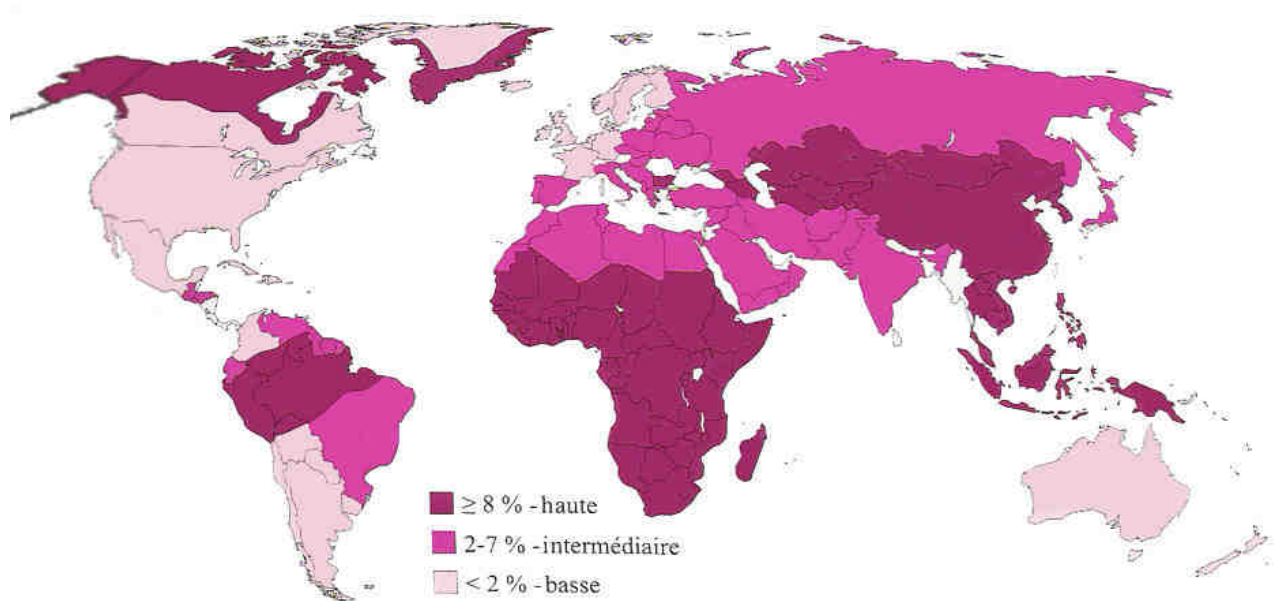 ≥ 8 % - haute
2-7 % - intermédiaire
< 2 % - basse